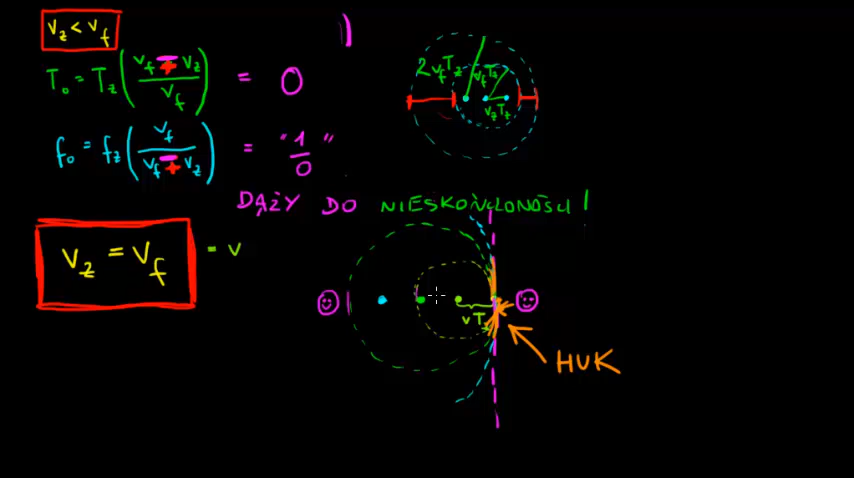 v_z < v_f
T_o = T_z ( (v_f ∓ v_z) / v_f ) = 0
f_o = f_z ( v_f / (v_f ∓ v_z) ) = "1/0"
DĄŻY DO NIESKOŃCZONOŚCI!
v_z = v_f = v
2v_fT_z
v_fT_z
v_zT_z
vT_z
HUK